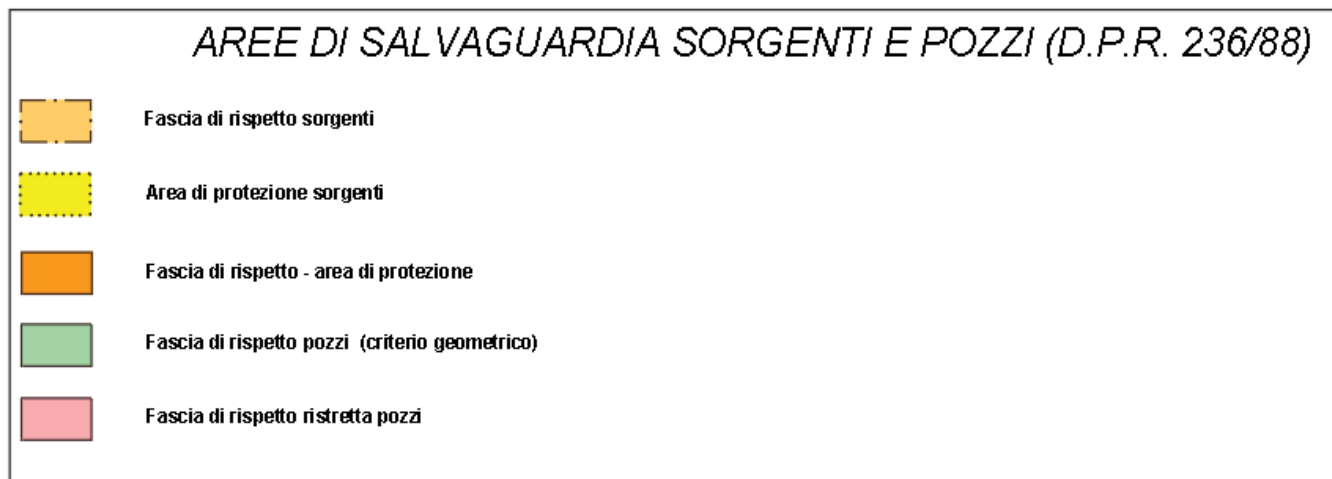 AREE DI SALVAGUARDIA SORGENTI E POZZI (D.P.R. 236/88)
Fascia di rispetto sorgenti
Area di protezione sorgenti
Fascia di rispetto - area di protezione
Fascia di rispetto pozzi (criterio geometrico)
Fascia di rispetto ristretta pozzi